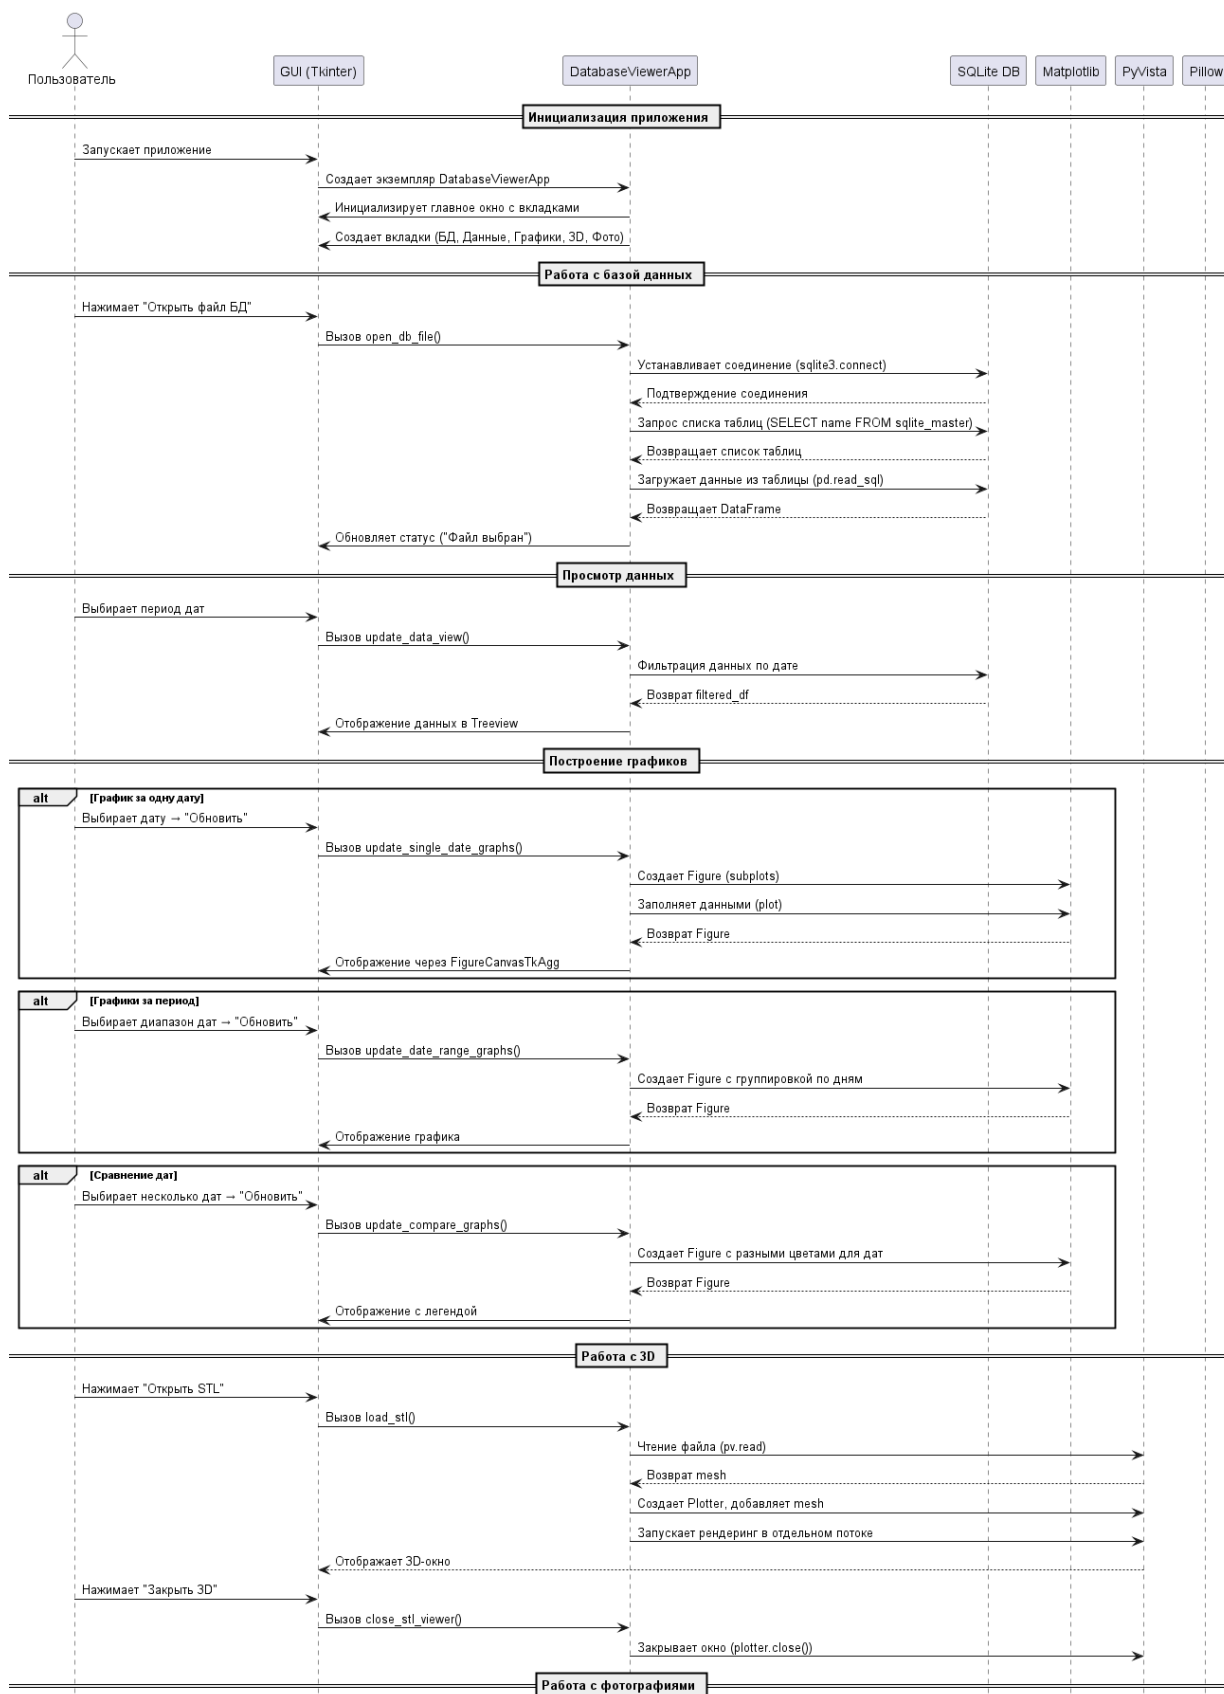 Пользователь
GUI (Tkinter)
DatabaseViewerApp
SQLite DB
Matplotlib
PyVista
Pillow
Инициализация приложения
Запускает приложение
Создает экземпляр DatabaseViewerApp
Инициализирует главное окно с вкладками
Создает вкладки (БД, Данные, Графики, 3D, Фото)
Работа с базой данных
Нажимает "Открыть файл БД"
Вызов open_db_file()
Устанавливает соединение (sqlite3.connect)
Подтверждение соединения
Запрос списка таблиц (SELECT name FROM sqlite_master)
Возвращает список таблиц
Загружает данные из таблицы (pd.read_sql)
Возвращает DataFrame
Обновляет статус ("Файл выбран")
Просмотр данных
Выбирает период дат
Вызов update_data_view()
Фильтрация данных по дате
Возврат filtered_df
Отображение данных в Treeview
Построение графиков
alt [График за одну дату]
Выбирает дату → "Обновить"
Вызов update_single_date_graphs()
Создает Figure (subplots)
Заполняет данными (plot)
Возврат Figure
Отображение через FigureCanvasTkAgg
alt [Графики за период]
Выбирает диапазон дат → "Обновить"
Вызов update_date_range_graphs()
Создает Figure с группировкой по дням
Возврат Figure
Отображение графика
alt [Сравнение дат]
Выбирает несколько дат → "Обновить"
Вызов update_compare_graphs()
Создает Figure с разными цветами для дат
Возврат Figure
Отображение с легендой
Работа с 3D
Нажимает "Открыть STL"
Вызов load_stl()
Чтение файла (pv.read)
Возврат mesh
Создает Plotter, добавляет mesh
Запускает рендеринг в отдельном потоке
Отображает 3D-окно
Нажимает "Закрыть 3D"
Вызов close_stl_viewer()
Закрывает окно (plotter.close())
Работа с фотографиями